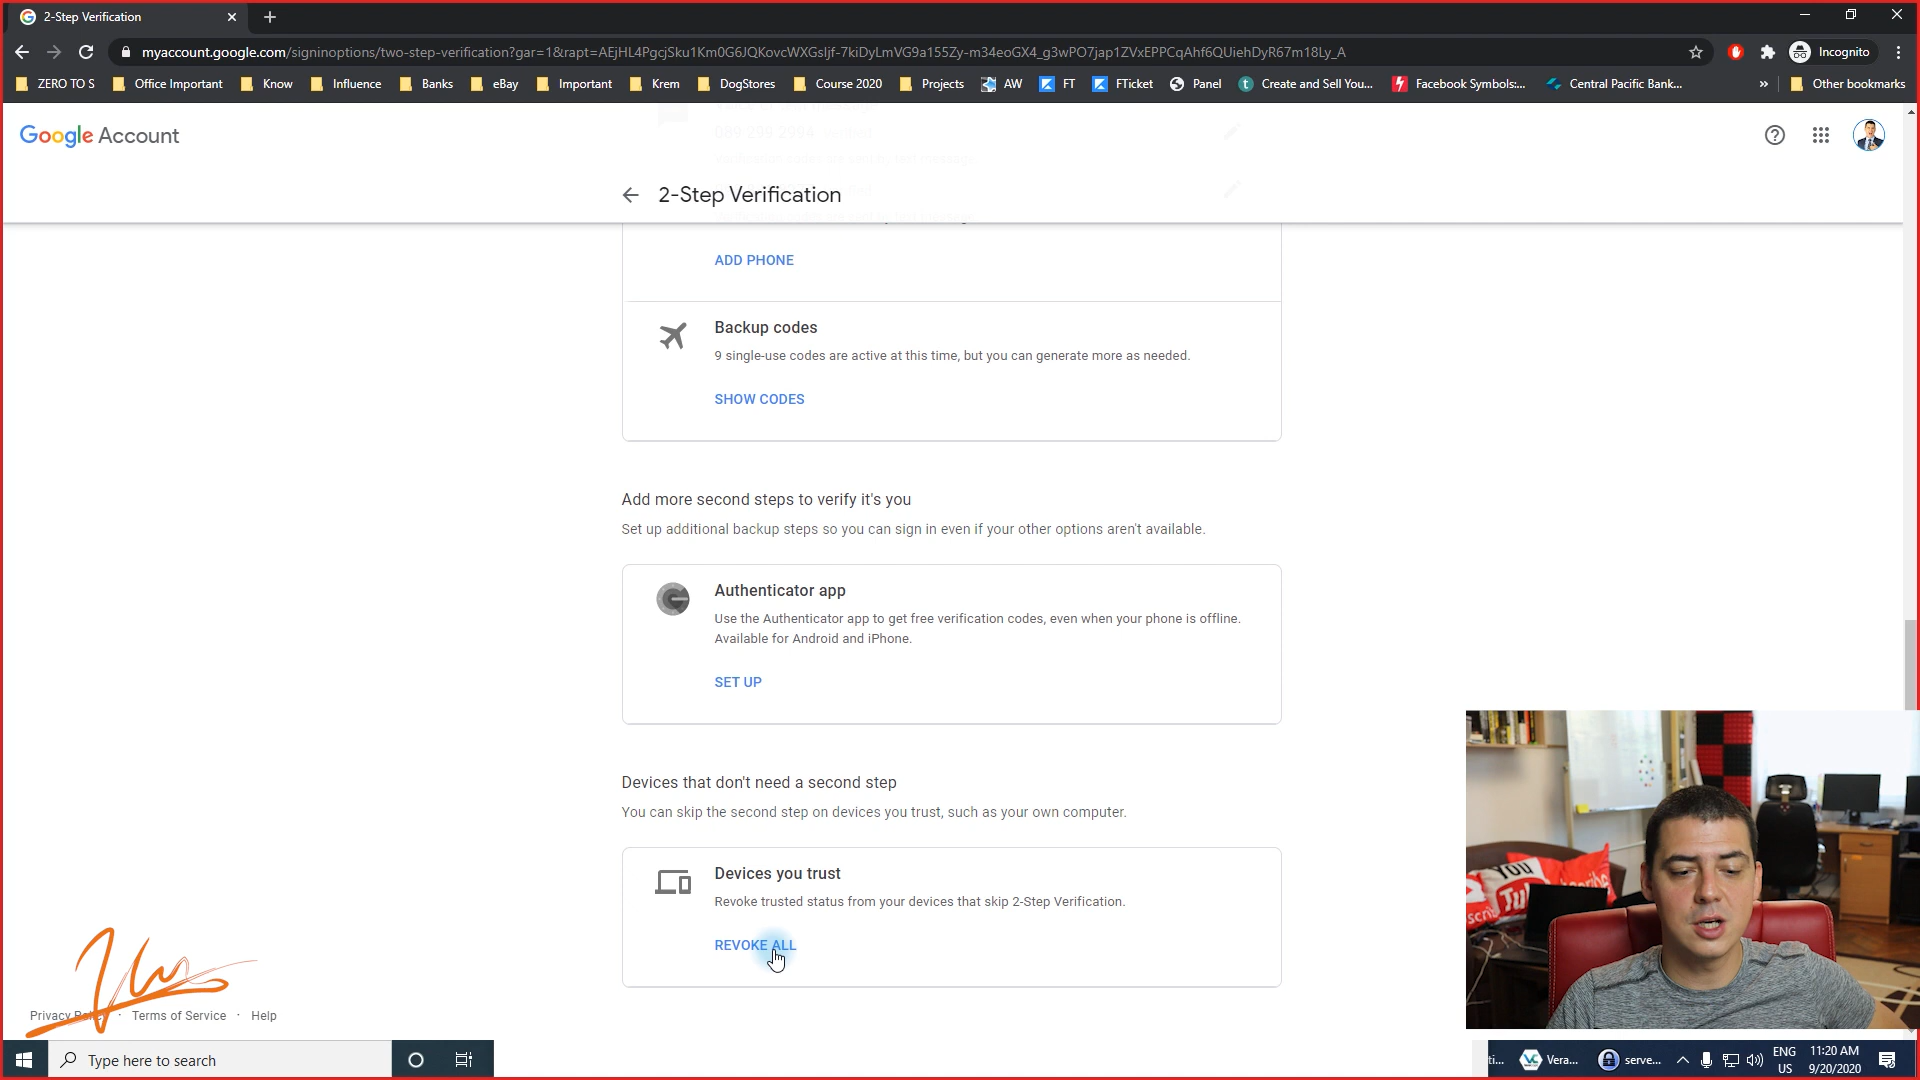 2-Step Verification
myaccount.google.com/signinoptions/two-step-verification?gar=1&rapt=AEjHL4PgcjSku1Km0G6JQKovcWXGsljf-7kiDyLmVG9a155Zy-m34eoGX4_g3wPO7jap1ZVxEPPCqAhf6QUiehDyR67m18Ly_A
Incognito
ZERO TO S Office Important Know Influence Banks eBay Important Krem DogStores Course 2020 Projects AW FT FTicket Panel Create and Sell You... Facebook Symbols:... Central Pacific Bank... » Other bookmarks
Google Account
2-Step Verification
ADD PHONE
Backup codes
9 single-use codes are active at this time, but you can generate more as needed.
SHOW CODES
Add more second steps to verify it's you
Set up additional backup steps so you can sign in even if your other options aren't available.
Authenticator app
Use the Authenticator app to get free verification codes, even when your phone is offline.
Available for Android and iPhone.
SET UP
Devices that don't need a second step
You can skip the second step on devices you trust, such as your own computer.
Devices you trust
Revoke trusted status from your devices that skip 2-Step Verification.
REVOKE ALL
YOU
Privacy · Terms of Service · Help
Type here to search
ti... Vera... serve... ENG 11:20 AM
US 9/20/2020